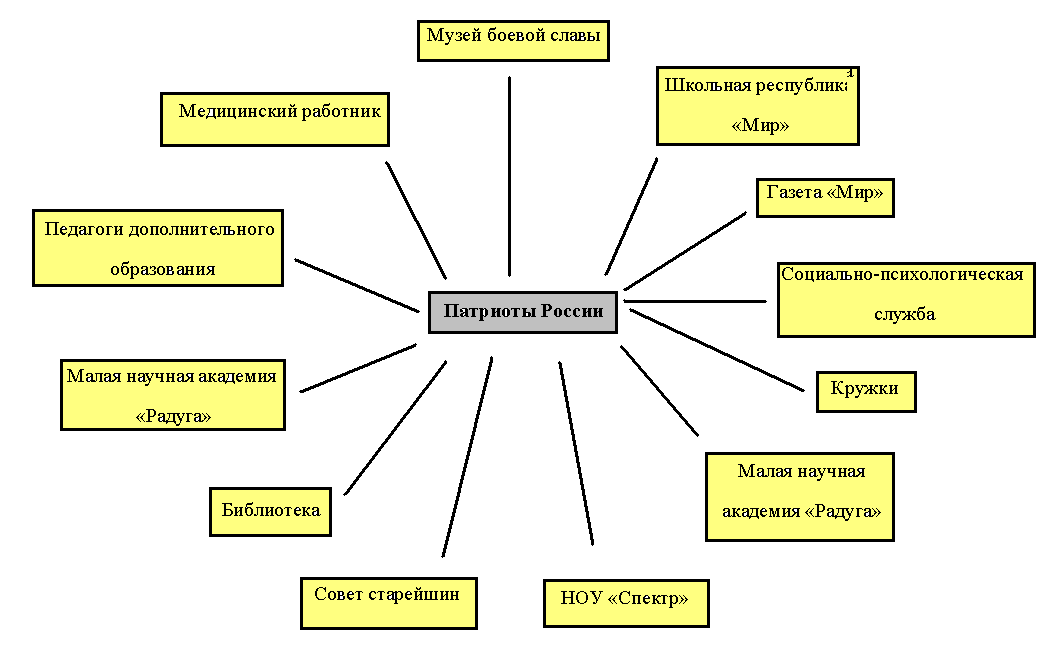 Музей боевой славы
Школьная республика
«Мир»
1
Медицинский работник
Газета «Мир»
Педагоги дополнительного
образования
Социально-психологическая
служба
Патриоты России
Малая научная академия
«Радуга»
Кружки
Малая научная
академия «Радуга»
Библиотека
Совет старейшин
НОУ «Спектр»